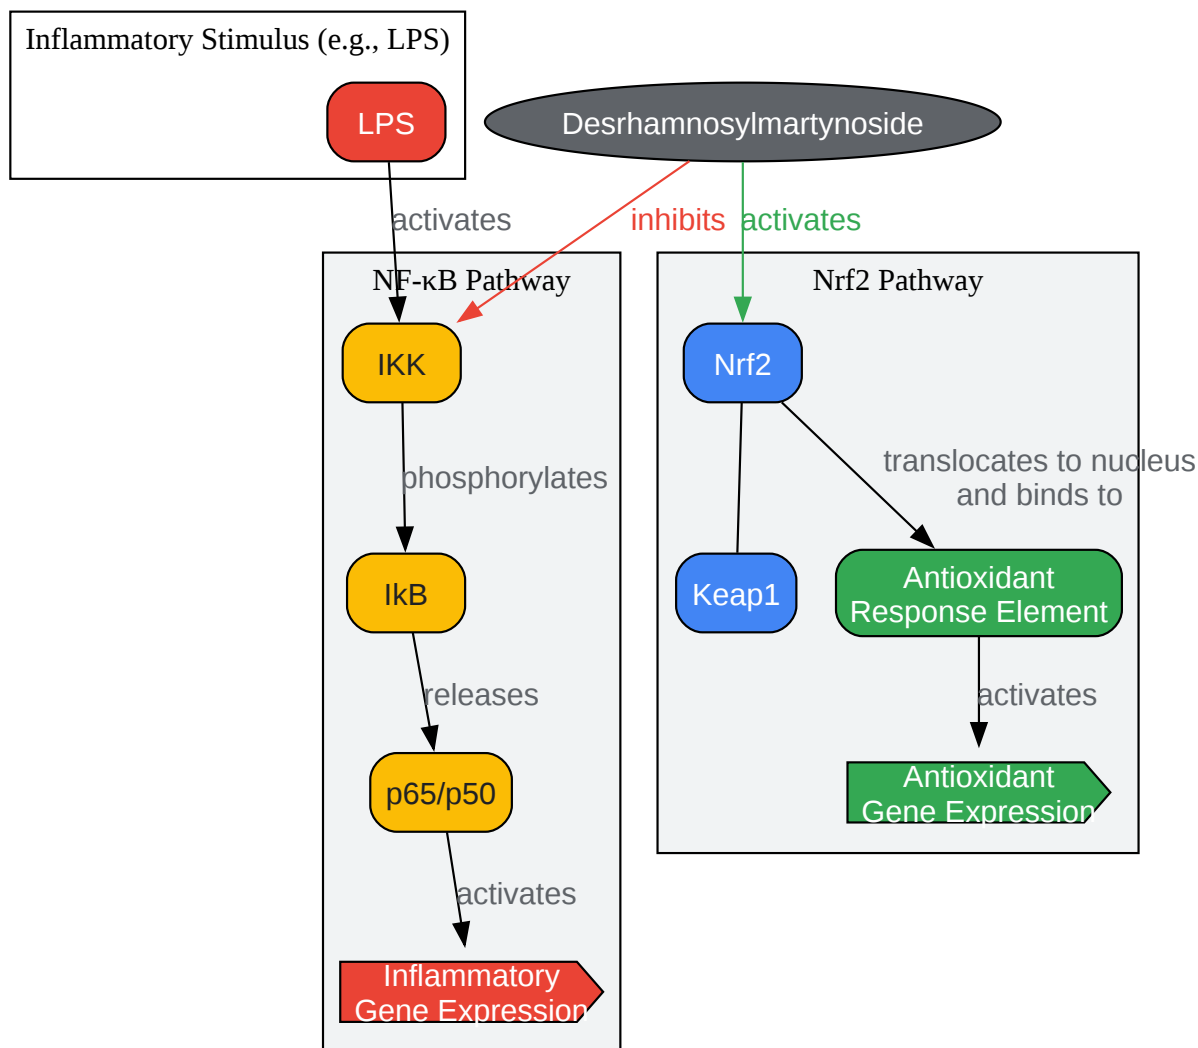 Inflammatory Stimulus (e.g., LPS)
LPS
Desrhamnosylmartynoside
activates
inhibits
activates
NF-κB Pathway
Nrf2 Pathway
IKK
Nrf2
phosphorylates
translocates to nucleus
and binds to
IkB
Keap1
Antioxidant
Response Element
releases
activates
p65/p50
Antioxidant
Gene Expression
activates
Inflammatory
Gene Expression